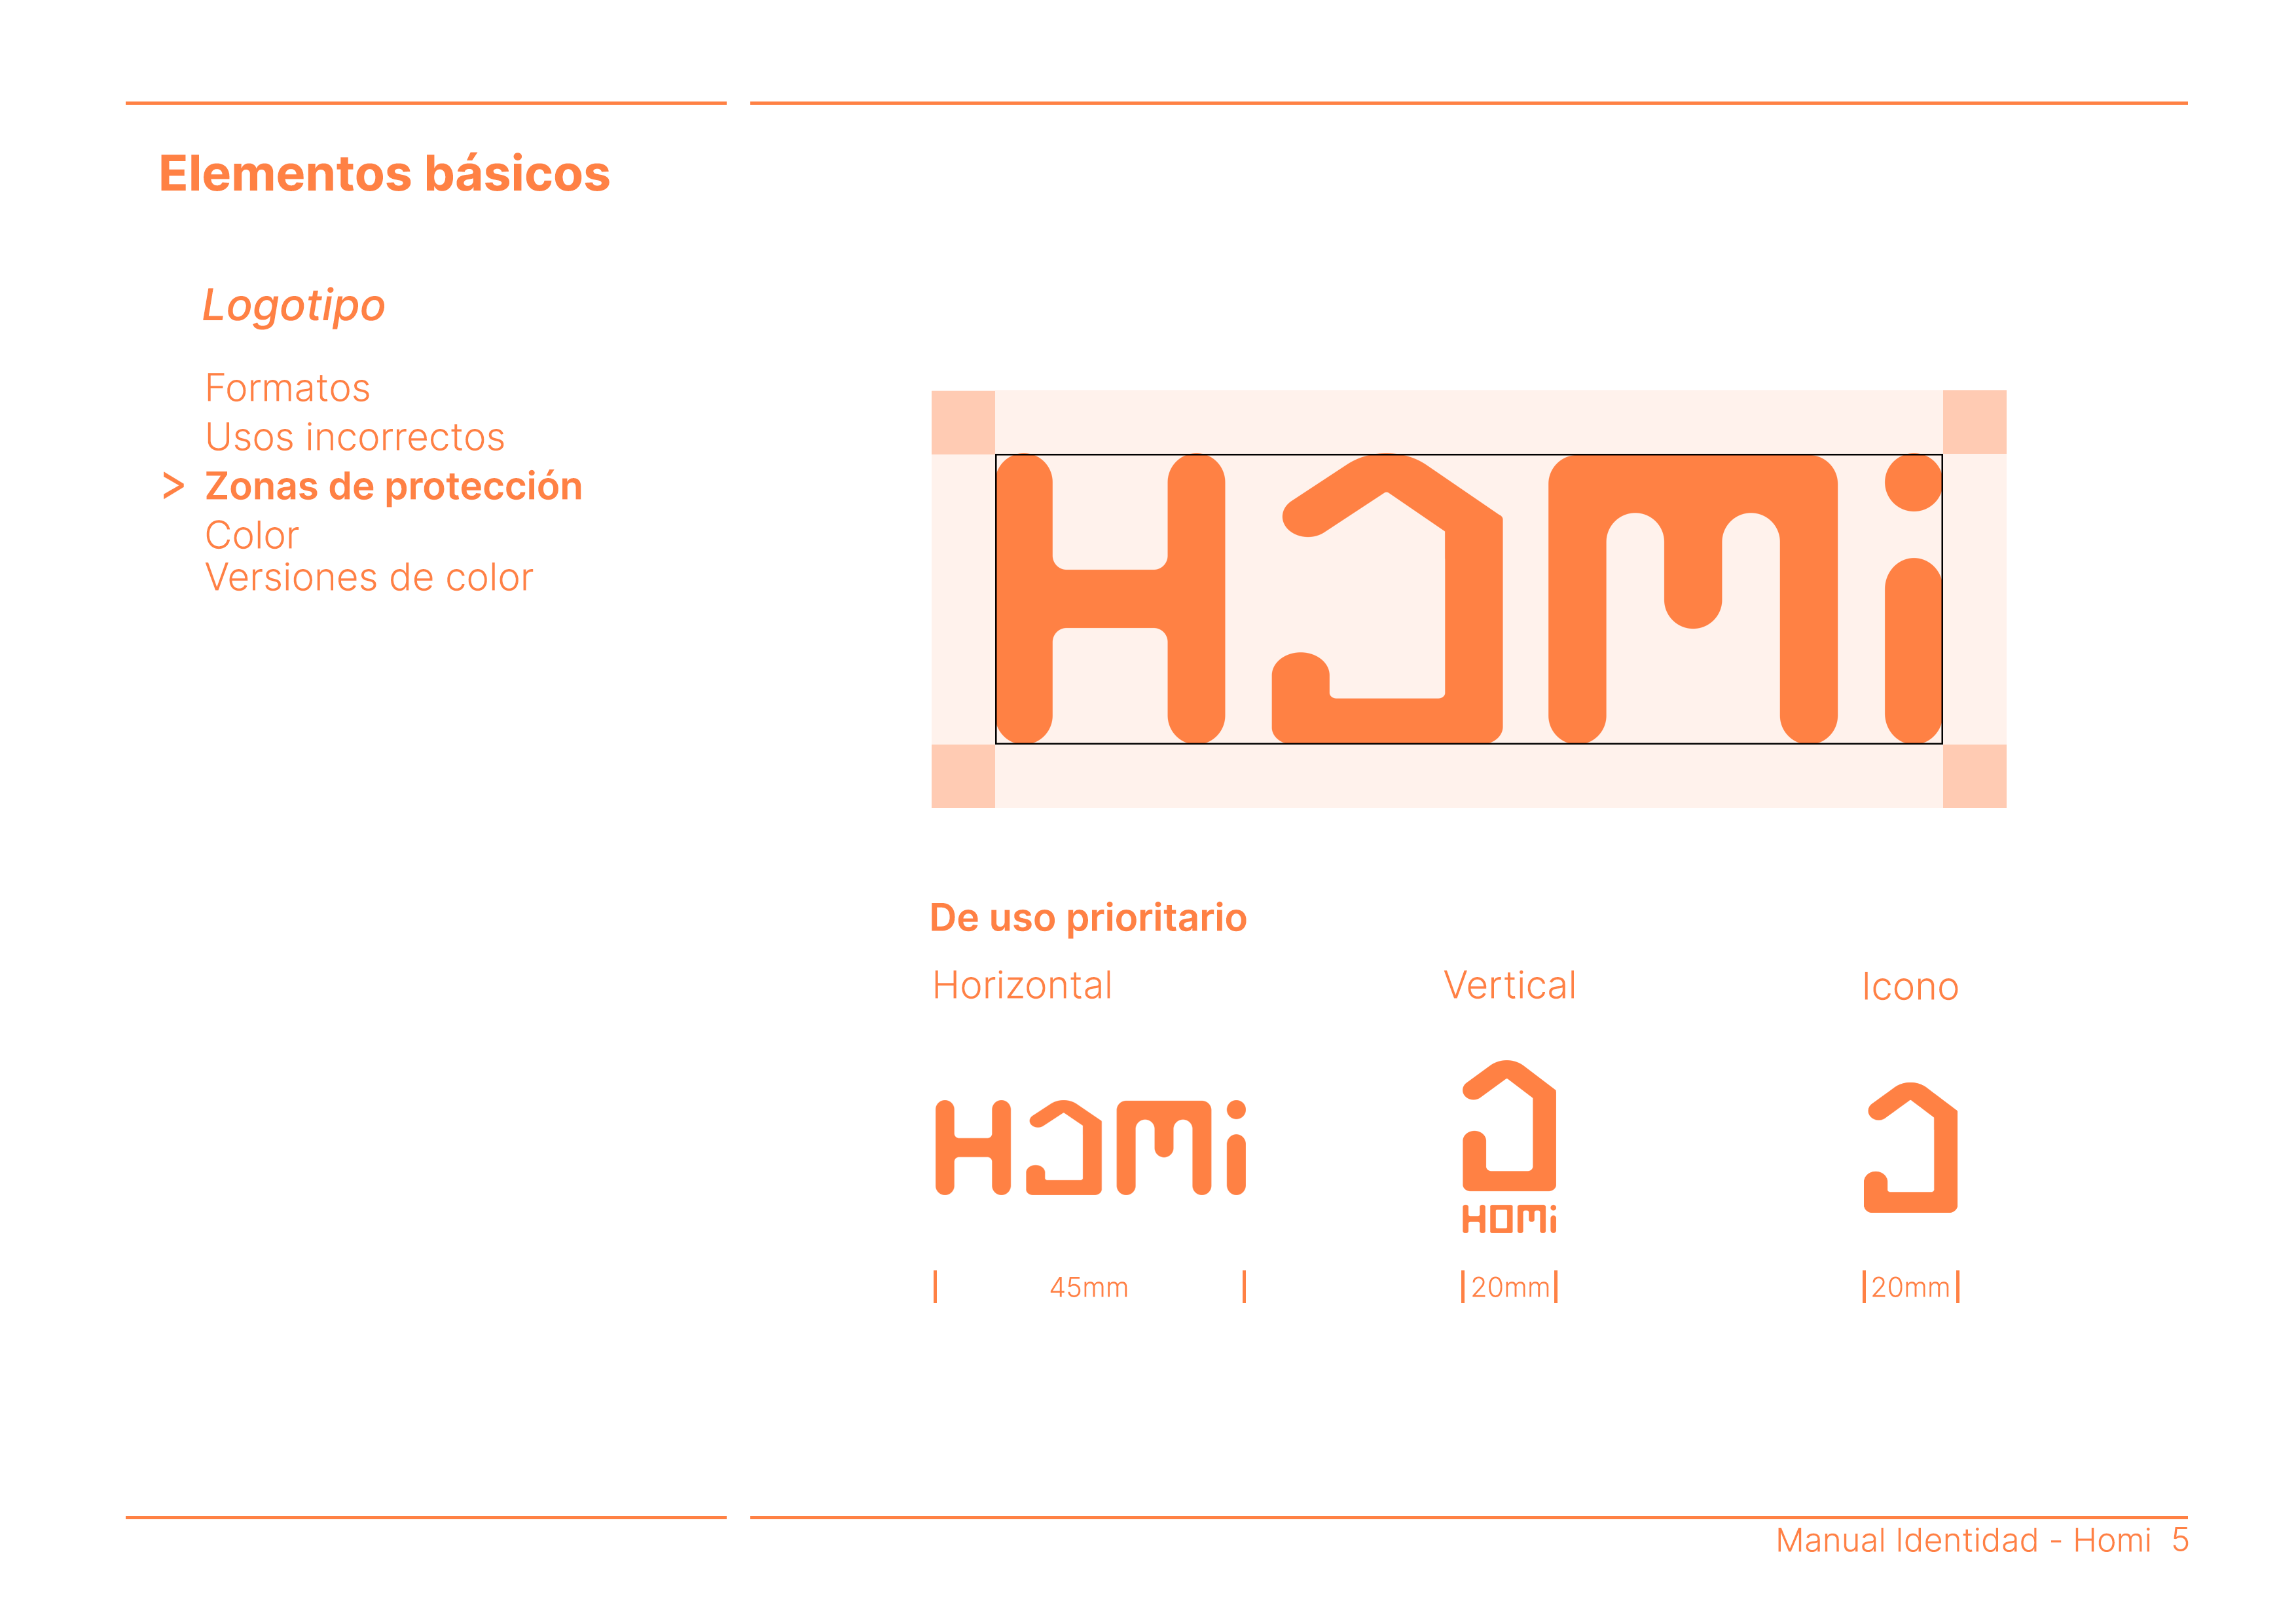 Elementos básicos
Logotipo
Formatos
Usos incorrectos
> Zonas de protección
Color
Versiones de color
HOMi
De uso prioritario
Horizontal
Vertical
Icono
HOMi
HOMi
45mm
20mm
20mm
Manual Identidad - Homi 5